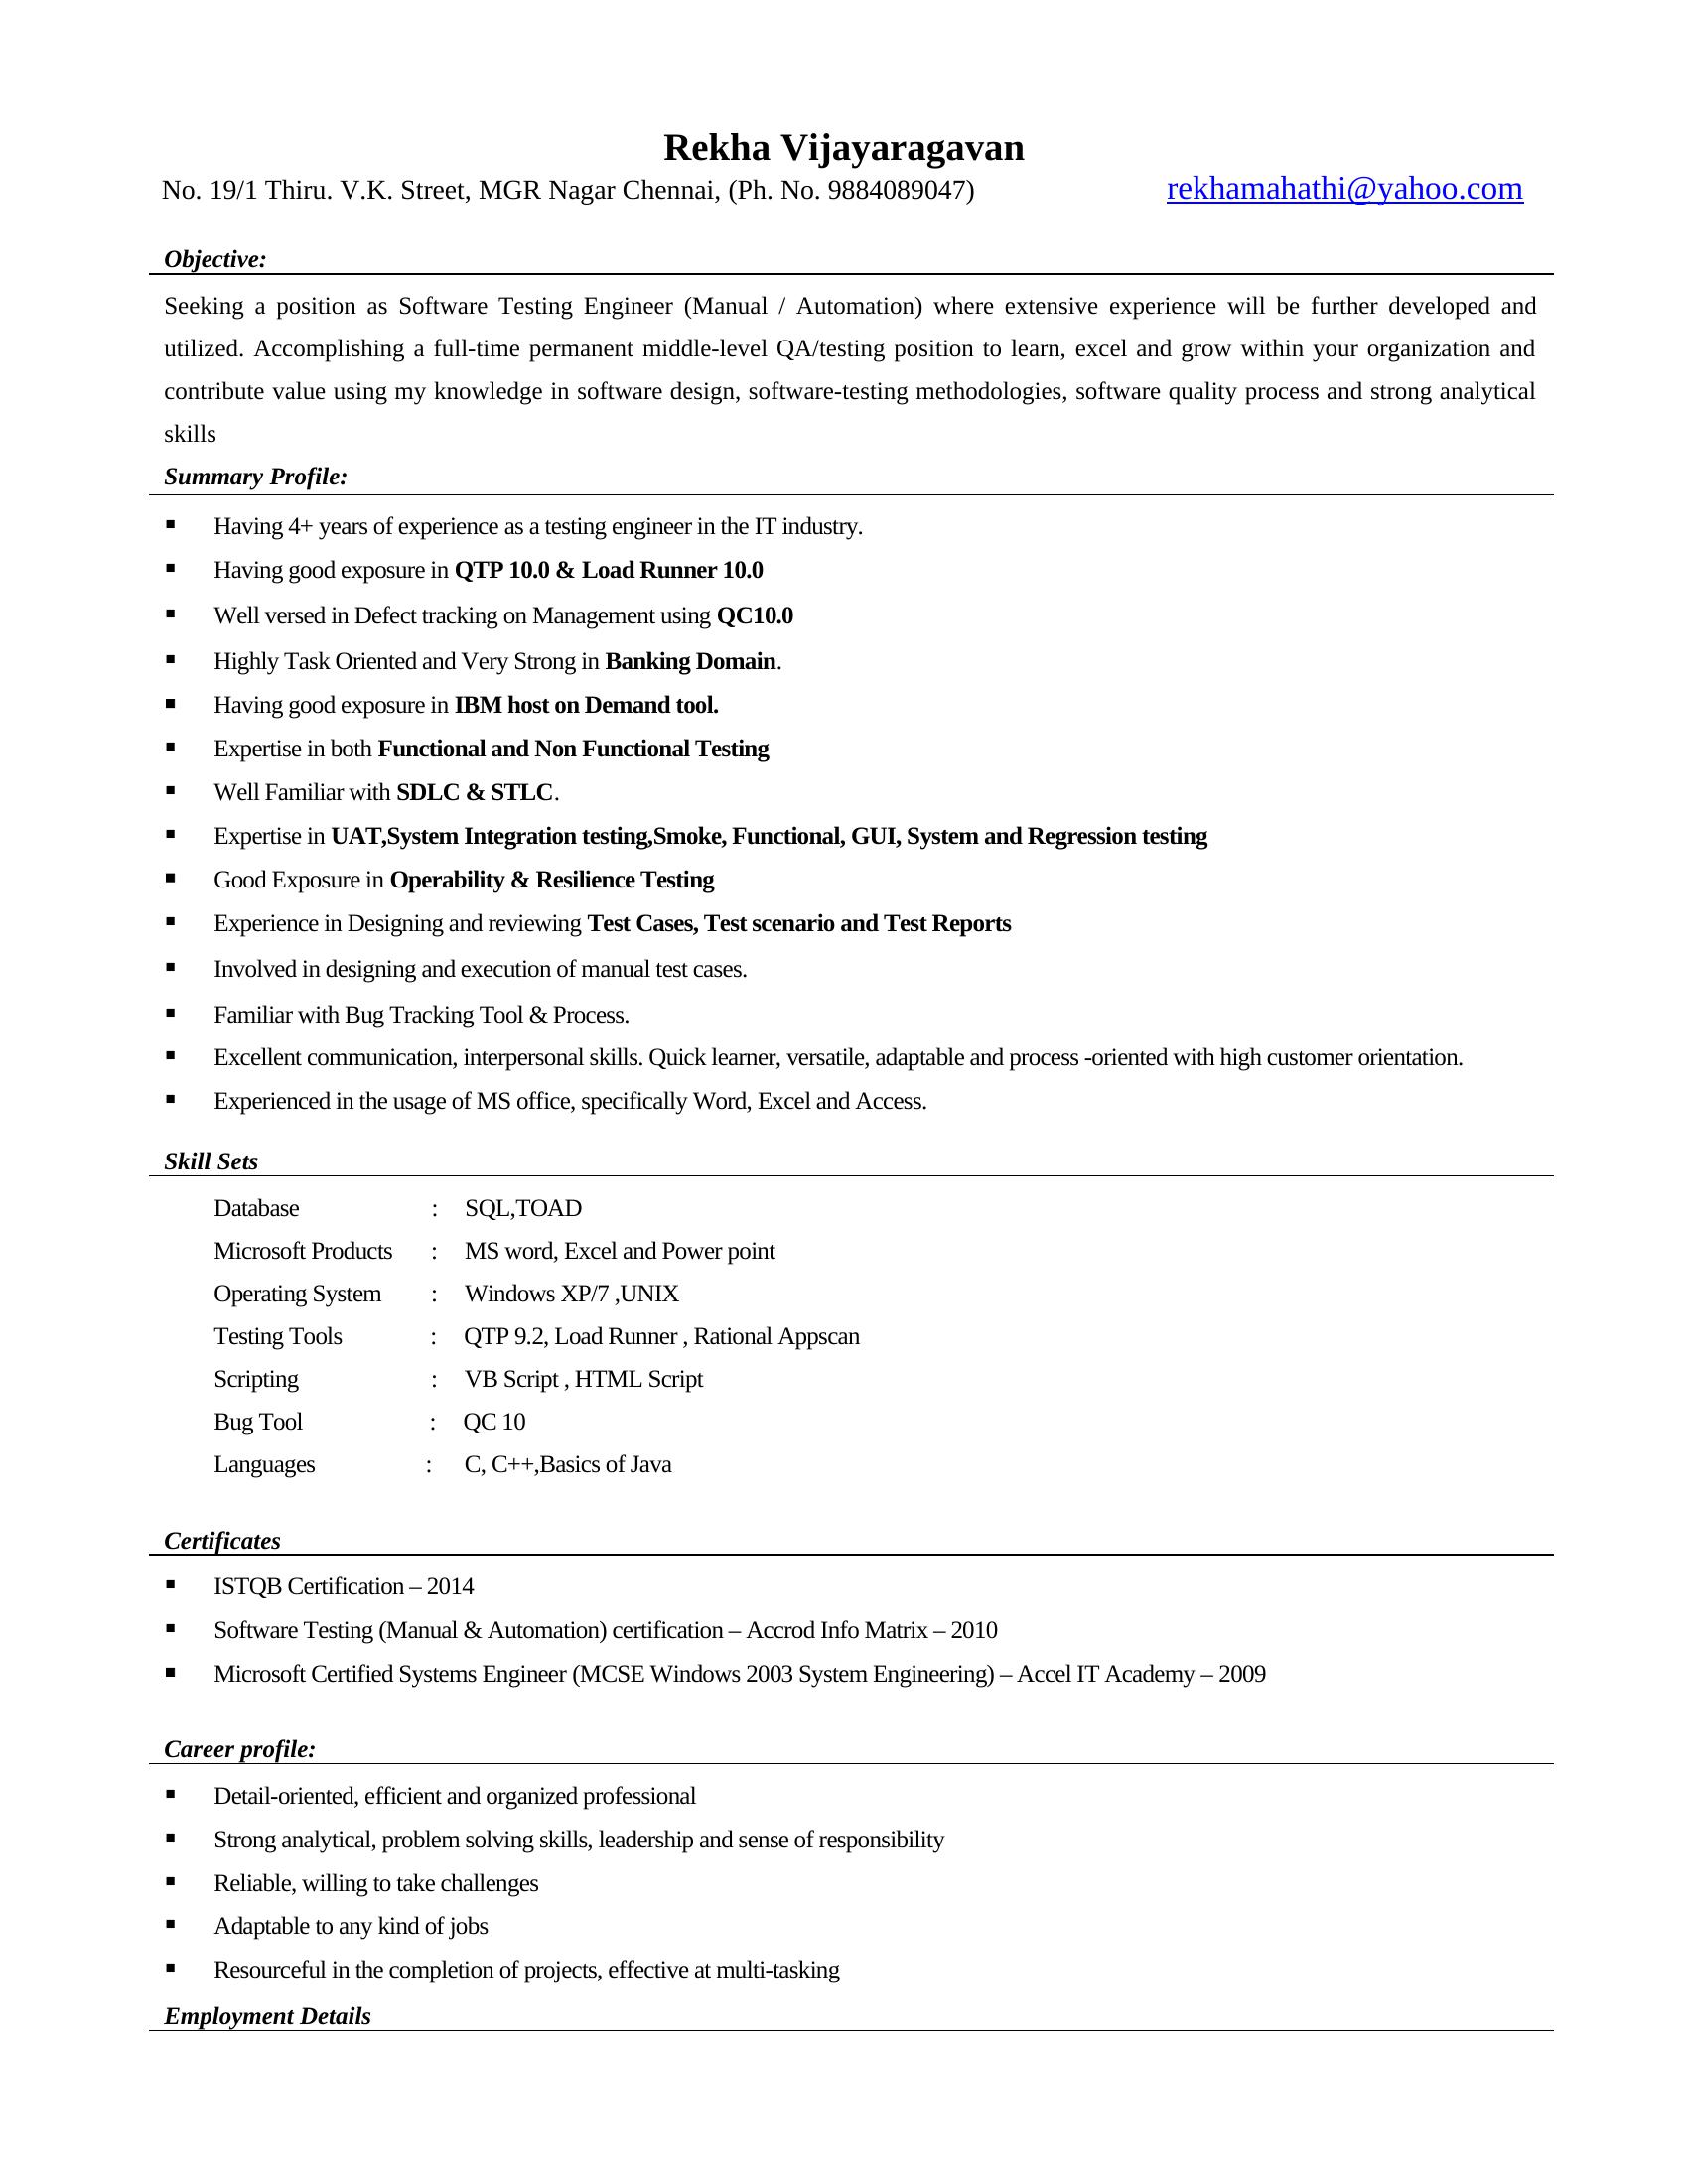 Rekha Vijayaragavan
No. 19/1 Thiru. V.K. Street, MGR Nagar Chennai, (Ph. No. 9884089047) rekhamahathi@yahoo.com
Objective:
Seeking a position as Software Testing Engineer (Manual / Automation) where extensive experience will be further developed and
utilized. Accomplishing a full-time permanent middle-level QA/testing position to learn, excel and grow within your organization and
contribute value using my knowledge in software design, software-testing methodologies, software quality process and strong analytical
skills
Summary Profile:
▪ Having 4+ years of experience as a testing engineer in the IT industry.
▪ Having good exposure in QTP 10.0 & Load Runner 10.0
▪ Well versed in Defect tracking on Management using QC10.0
▪ Highly Task Oriented and Very Strong in Banking Domain.
▪ Having good exposure in IBM host on Demand tool.
▪ Expertise in both Functional and Non Functional Testing
▪ Well Familiar with SDLC & STLC.
▪ Expertise in UAT,System Integration testing,Smoke, Functional, GUI, System and Regression testing
▪ Good Exposure in Operability & Resilience Testing
▪ Experience in Designing and reviewing Test Cases, Test scenario and Test Reports
▪ Involved in designing and execution of manual test cases.
▪ Familiar with Bug Tracking Tool & Process.
▪ Excellent communication, interpersonal skills. Quick learner, versatile, adaptable and process -oriented with high customer orientation.
▪ Experienced in the usage of MS office, specifically Word, Excel and Access.
Skill Sets
Database : SQL,TOAD
Microsoft Products : MS word, Excel and Power point
Operating System : Windows XP/7 ,UNIX
Testing Tools : QTP 9.2, Load Runner , Rational Appscan
Scripting : VB Script , HTML Script
Bug Tool : QC 10
Languages : C, C++,Basics of Java
Certificates
▪ ISTQB Certification – 2014
▪ Software Testing (Manual & Automation) certification – Accrod Info Matrix – 2010
▪ Microsoft Certified Systems Engineer (MCSE Windows 2003 System Engineering) – Accel IT Academy – 2009
Career profile:
▪ Detail-oriented, efficient and organized professional
▪ Strong analytical, problem solving skills, leadership and sense of responsibility
▪ Reliable, willing to take challenges
▪ Adaptable to any kind of jobs
▪ Resourceful in the completion of projects, effective at multi-tasking
Employment Details